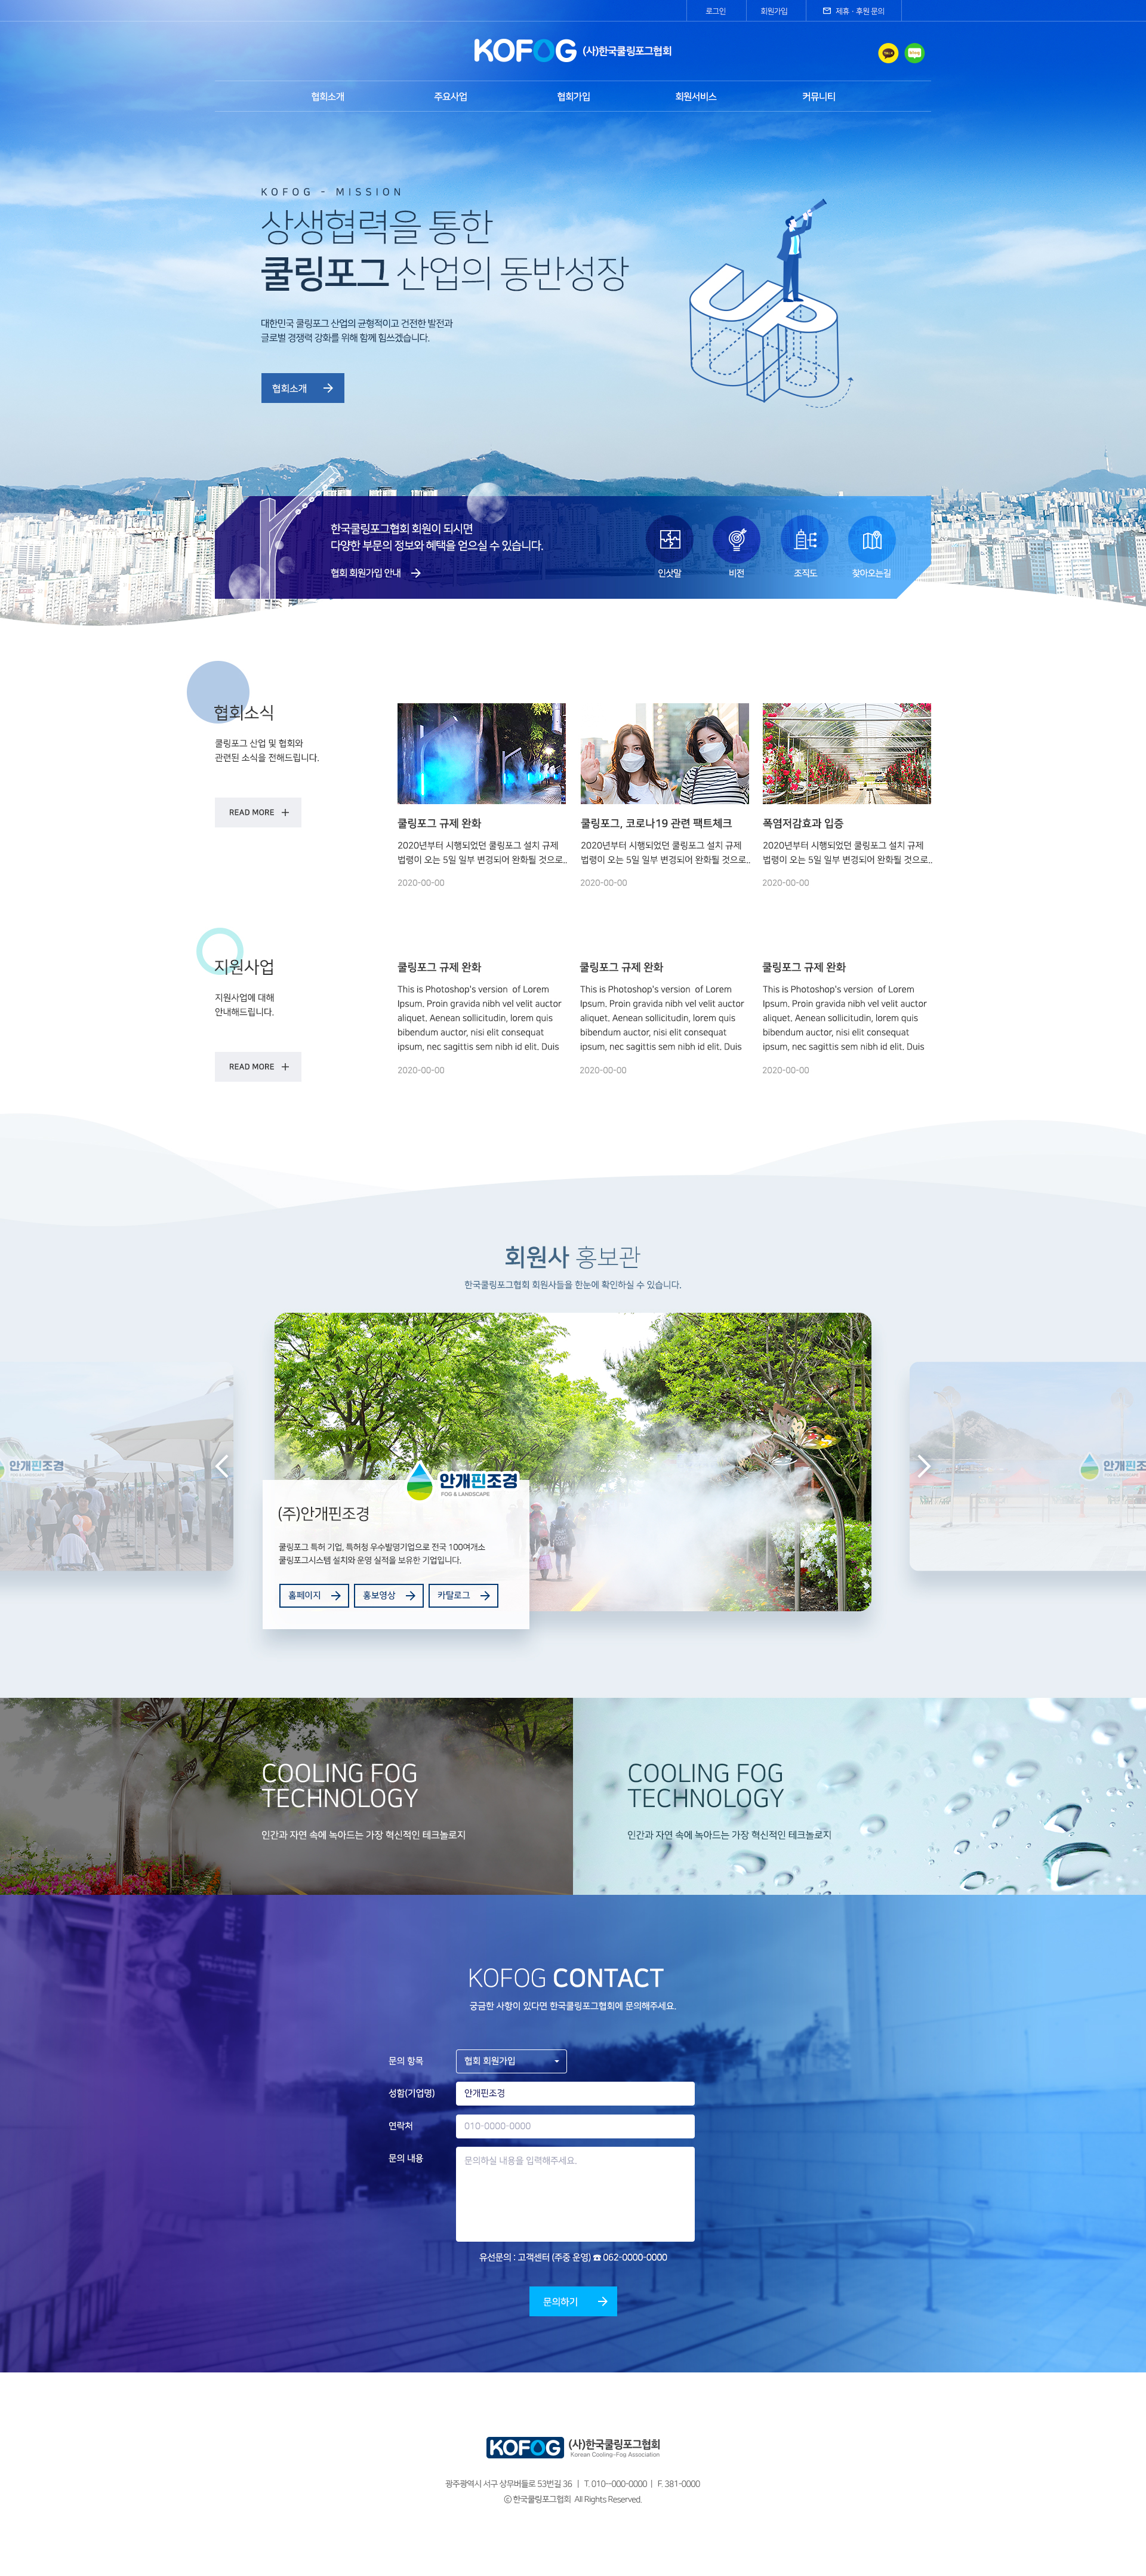 로그인 회원가입 제휴 · 후원 문의
KOFOG (사)한국쿨링포그협회
협회소개 주요사업 협회가입 회원서비스 커뮤니티
KOFOG - MISSION
상생협력을 통한
쿨링포그 산업의 동반성장
대한민국 쿨링포그 산업의 균형적이고 건전한 발전과
글로벌 경쟁력 강화를 위해 함께 힘쓰겠습니다.
협회소개
UP
한국쿨링포그협회 회원이 되시면
다양한 부문의 정보와 혜택을 얻으실 수 있습니다.
협회 회원가입 안내
인삿말 비전 조직도 찾아오는길
협회소식
쿨링포그 산업 및 협회와
관련된 소식을 전해드립니다.
READ MORE +
쿨링포그 규제 완화
2020년부터 시행되었던 쿨링포그 설치 규제
법령이 오는 5일 일부 변경되어 완화될 것으로..
2020-00-00
쿨링포그, 코로나19 관련 팩트체크
2020년부터 시행되었던 쿨링포그 설치 규제
법령이 오는 5일 일부 변경되어 완화될 것으로..
2020-00-00
폭염저감효과 입증
2020년부터 시행되었던 쿨링포그 설치 규제
법령이 오는 5일 일부 변경되어 완화될 것으로..
2020-00-00
지원사업
지원사업에 대해
안내해드립니다.
READ MORE +
쿨링포그 규제 완화
This is Photoshop's version of Lorem
Ipsum. Proin gravida nibh vel velit auctor
aliquet. Aenean sollicitudin, lorem quis
bibendum auctor, nisi elit consequat
ipsum, nec sagittis sem nibh id elit. Duis
2020-00-00
쿨링포그 규제 완화
This is Photoshop's version of Lorem
Ipsum. Proin gravida nibh vel velit auctor
aliquet. Aenean sollicitudin, lorem quis
bibendum auctor, nisi elit consequat
ipsum, nec sagittis sem nibh id elit. Duis
2020-00-00
쿨링포그 규제 완화
This is Photoshop's version of Lorem
Ipsum. Proin gravida nibh vel velit auctor
aliquet. Aenean sollicitudin, lorem quis
bibendum auctor, nisi elit consequat
ipsum, nec sagittis sem nibh id elit. Duis
2020-00-00
회원사 홍보관
한국쿨링포그협회 회원사들을 한눈에 확인하실 수 있습니다.
안개핀조경
안개핀조경
FOG & LANDSCAPE
(주)안개핀조경
쿨링포그 특허 기업, 특허청 우수발명기업으로 전국 100여개소
쿨링포그시스템 설치와 운영 실적을 보유한 기업입니다.
홈페이지 홍보영상 카탈로그
안개핀조
COOLING FOG
TECHNOLOGY
인간과 자연 속에 녹아드는 가장 혁신적인 테크놀로지
COOLING FOG
TECHNOLOGY
인간과 자연 속에 녹아드는 가장 혁신적인 테크놀로지
KOFOG CONTACT
궁금한 사항이 있다면 한국쿨링포그협회에 문의해주세요.
문의 항목 협회 회원가입
성함(기업명) 안개핀조경
연락처 010-0000-0000
문의 내용 문의하실 내용을 입력해주세요.
유선문의 : 고객센터 (주중 운영) ☎ 062-0000-0000
문의하기
KOFOG (사)한국쿨링포그협회
Korean Cooling-Fog Association
광주광역시 서구 상무버들로 53번길 36 | T. 010--000-0000 | F. 381-0000
ⓒ 한국쿨링포그협회 All Rights Reserved.